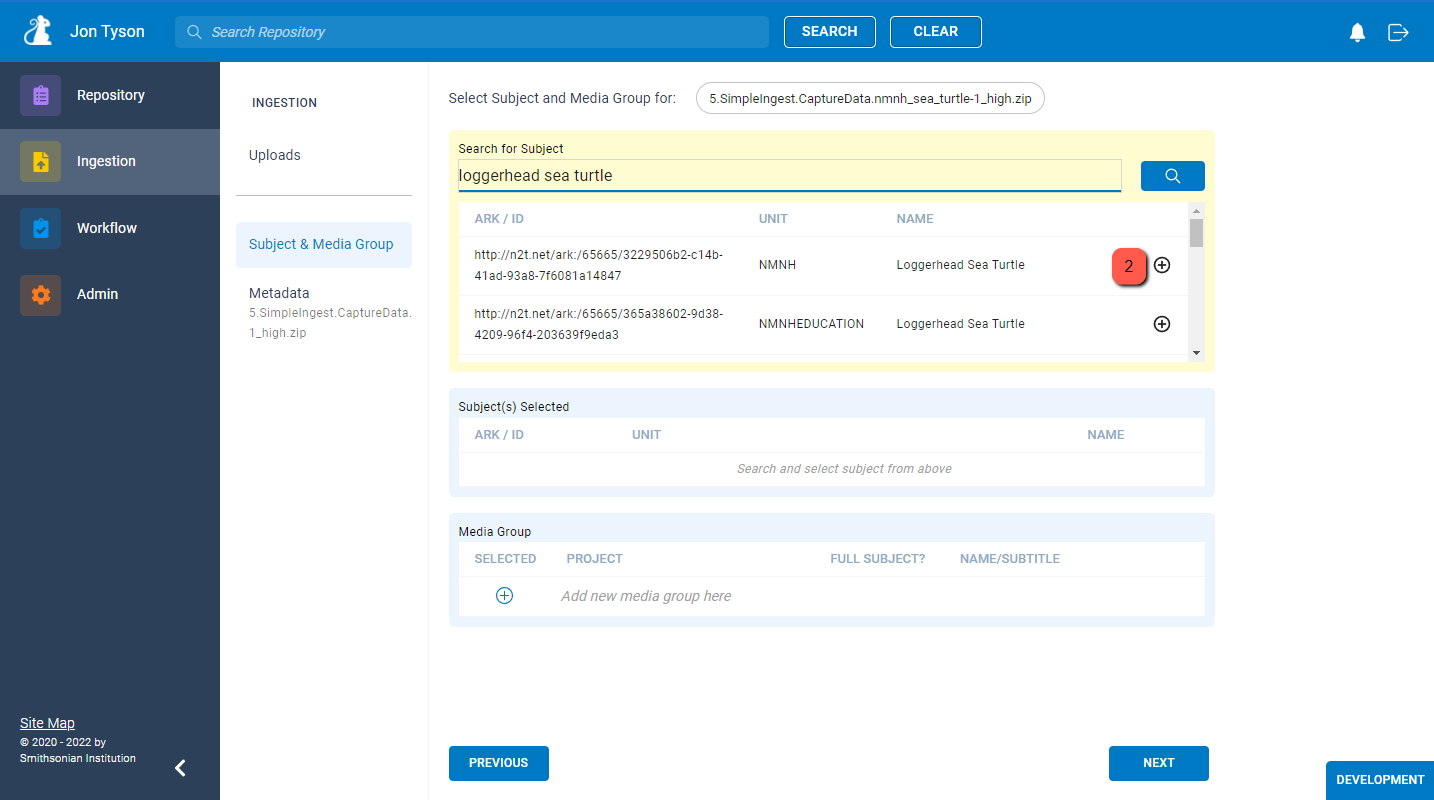 Jon Tyson
Search Repository
SEARCH
CLEAR
Repository
Ingestion
Workflow
Admin
Site Map
© 2020 - 2022 by
Smithsonian Institution
INGESTION
Uploads
Subject & Media Group
Metadata
5.SimpleIngest.CaptureData.
1_high.zip
Select Subject and Media Group for:
5.SimpleIngest.CaptureData.nmnh_sea_turtle-1_high.zip
Search for Subject
loggerhead sea turtle
ARK / ID UNIT NAME
http://n2t.net/ark:/65665/3229506b2-c14b-
41ad-93a8-7f6081a14847
NMNH
Loggerhead Sea Turtle
2
http://n2t.net/ark:/65665/365a38602-9d38-
4209-96f4-203639f9eda3
NMNHEDUCATION
Loggerhead Sea Turtle
Subject(s) Selected
ARK / ID UNIT NAME
Search and select subject from above
Media Group
SELECTED PROJECT FULL SUBJECT? NAME/SUBTITLE
Add new media group here
PREVIOUS
NEXT
DEVELOPMENT